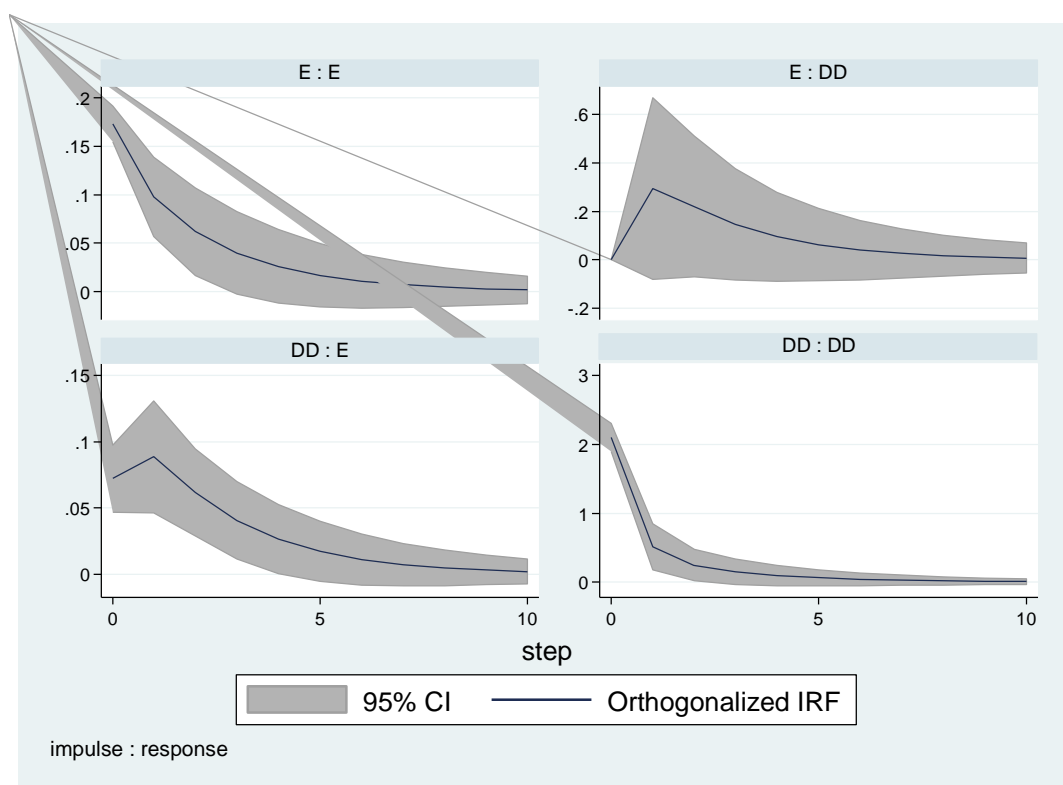 E : E
E : DD
.2
.15
.1
.05
0
.6
.4
.2
0
-.2
DD : E
DD : DD
.15
.1
.05
0
3
2
1
0
0 5 10
0 5 10
step
95% CI Orthogonalized IRF
impulse : response